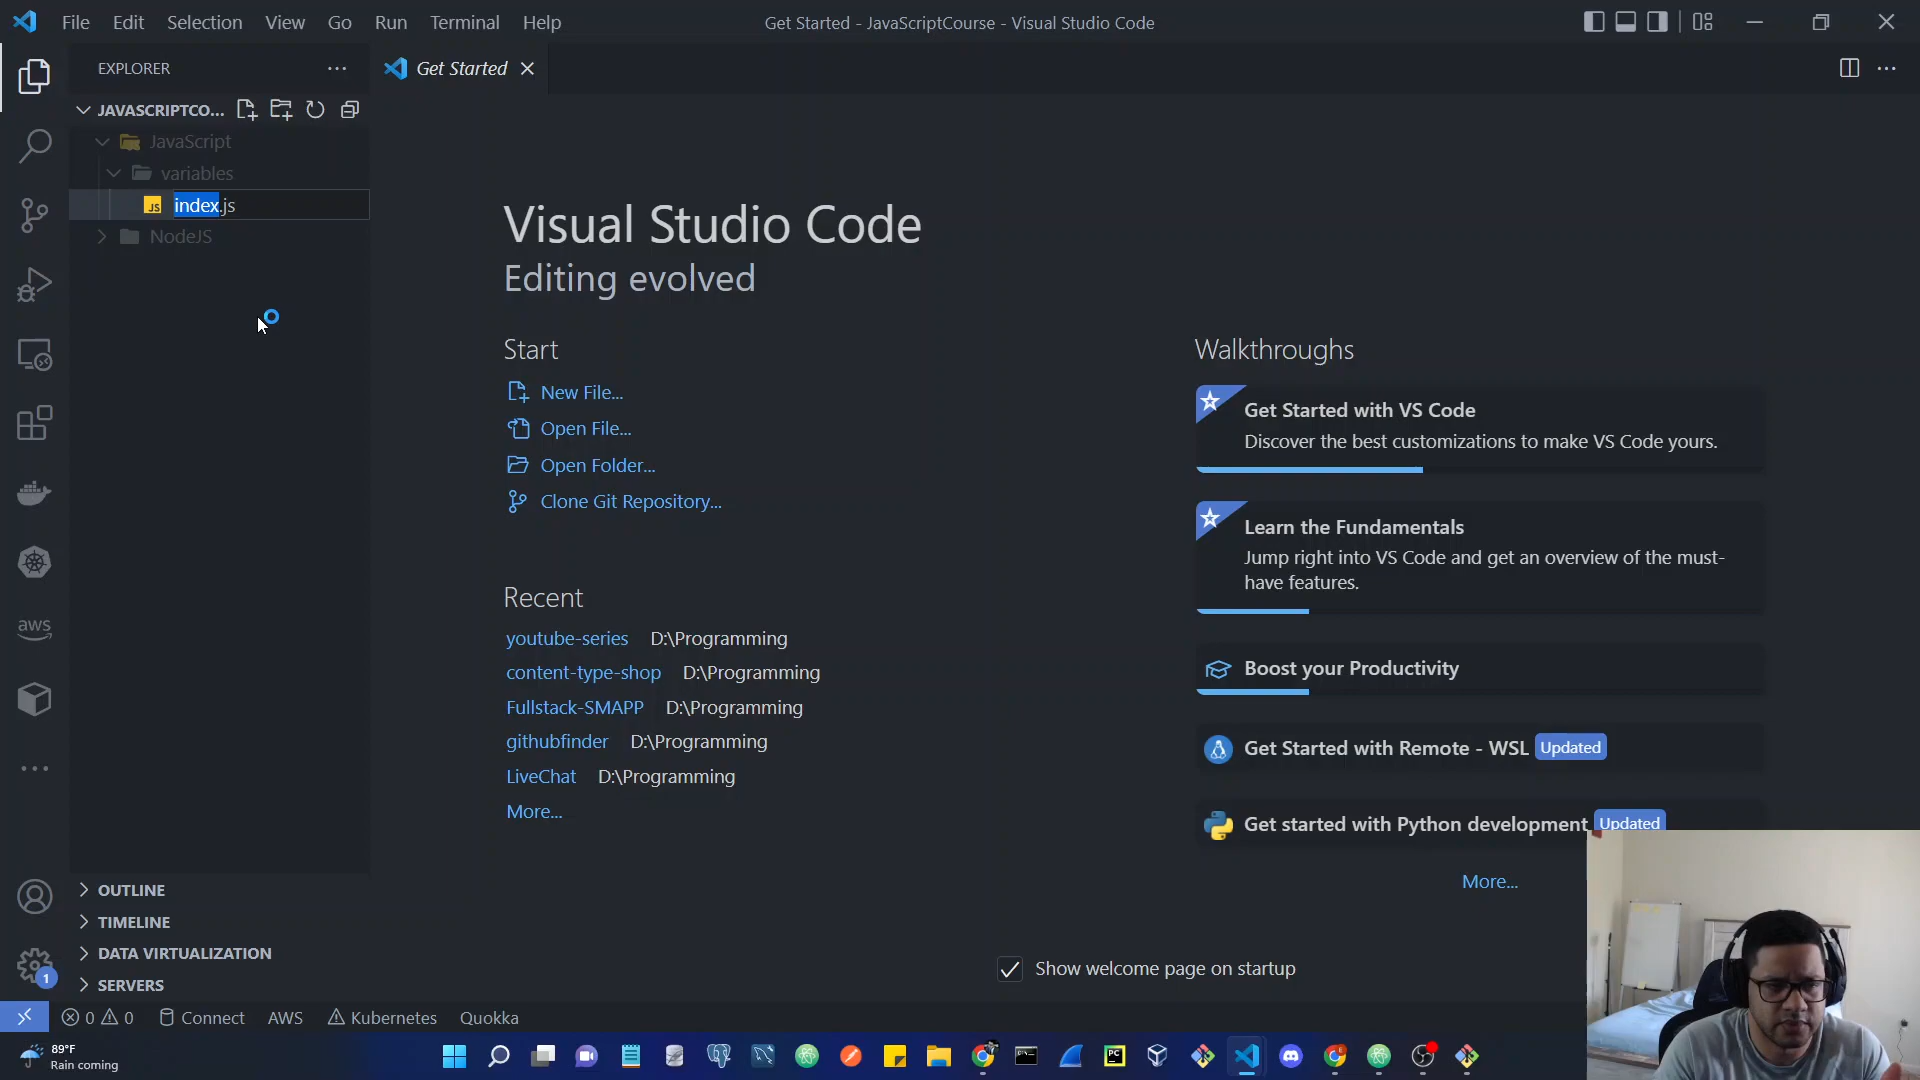 File Edit Selection View Go Run Terminal Help
Get Started - JavaScriptCourse - Visual Studio Code
EXPLORER
Get Started
JAVASCRIPTCO...
JavaScript
variables
JS index.js
NodeJS
Visual Studio Code
Editing evolved
Start
New File...
Open File...
Open Folder...
Clone Git Repository...
Recent
youtube-series D:\Programming
content-type-shop D:\Programming
Fullstack-SMAPP D:\Programming
githubfinder D:\Programming
LiveChat D:\Programming
More...
Walkthroughs
Get Started with VS Code
Discover the best customizations to make VS Code yours.
Learn the Fundamentals
Jump right into VS Code and get an overview of the must-
have features.
Boost your Productivity
Get Started with Remote - WSL Updated
Get started with Python development Updated
More...
aws
OUTLINE
TIMELINE
DATA VIRTUALIZATION
SERVERS
1
Show welcome page on startup
0 0 Connect AWS Kubernetes Quokka
89°F
Rain coming
PC